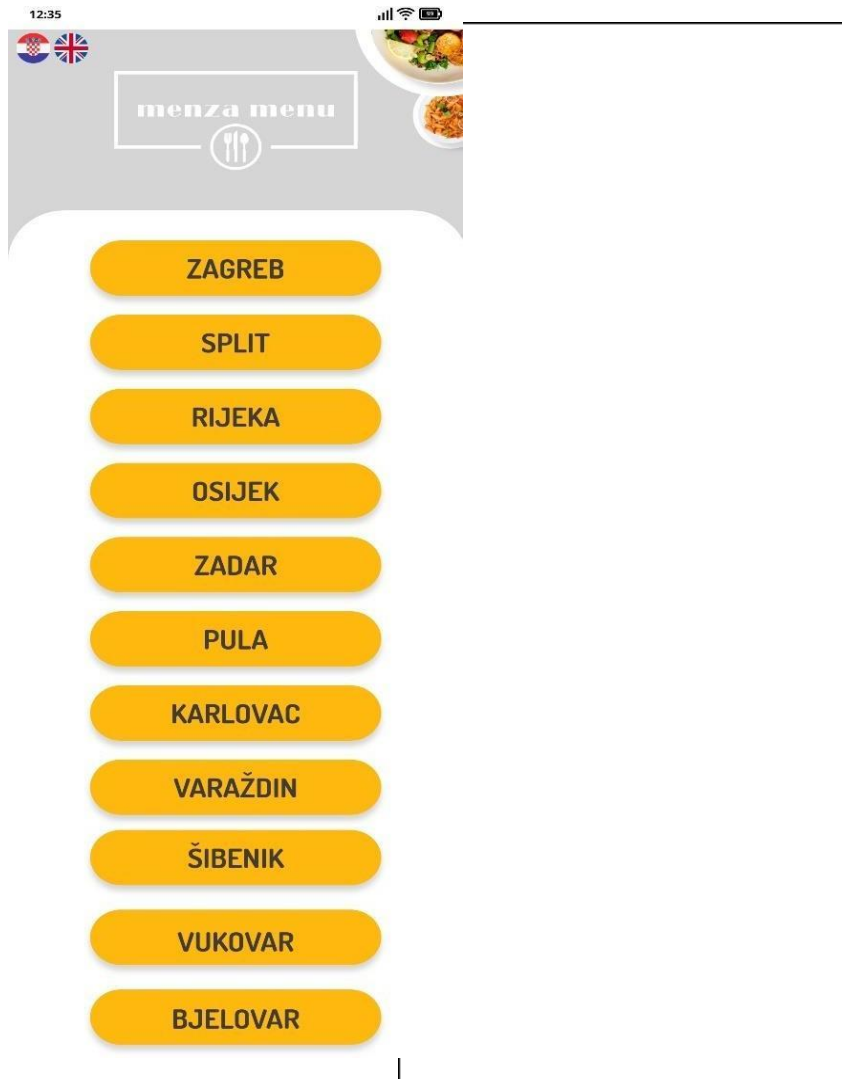 12:35
menza menu
ZAGREB
SPLIT
RIJEKA
OSIJEK
ZADAR
PULA
KARLOVAC
VARAŽDIN
ŠIBENIK
VUKOVAR
BJELOVAR